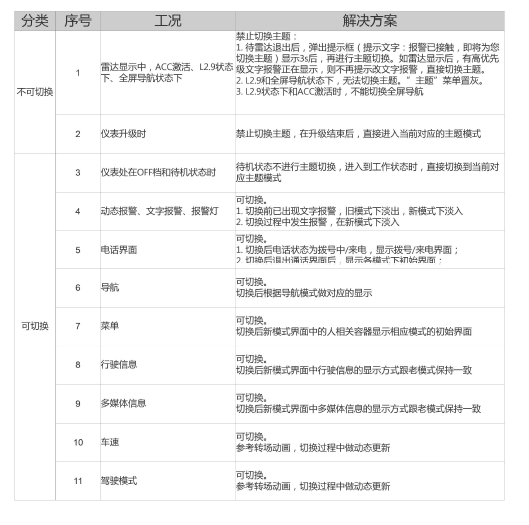 分类 序号 工况 解决方案
不可切换
1
雷达显示中，ACC激活、L2.9状态
下、全屏导航状态下
禁止切换主题：
1. 待雷达退出后，弹出提示框（提示文字：报警已接触，即将为您
切换主题）显示3s后，再进行主题切换。如雷达显示后，有高优先
级文字报警正在显示，则不再提示改文字报警，直接切换主题。
2. L2.9和全屏导航状态下，无法切换主题。”主题”菜单置灰。
3. L2.9状态下和ACC激活时，不能切换全屏导航
2 仪表升级时 禁止切换主题，在升级结束后，直接进入当前对应的主题模式
可切换
3 仪表处在OFF档和待机状态时
待机状态不进行主题切换，进入到工作状态时，直接切换到当前对
应主题模式
4 动态报警、文字报警、报警灯
可切换。
1. 切换前已出现文字报警，旧模式下淡出，新模式下淡入
2. 切换过程中发生报警，在新模式下淡入
5 电话界面
可切换。
1. 切换后电话状态为拨号中/来电，显示拨号/来电界面；
2. 切换后退出通话界面后，显示各模式下初始界面；
6 导航
可切换。
切换后根据导航模式做对应的显示
7 菜单
可切换。
切换后新模式界面中的人相关容器显示相应模式的初始界面
8 行驶信息
可切换。
切换后新模式界面中行驶信息的显示方式跟老模式保持一致
9 多媒体信息
可切换。
切换后新模式界面中多媒体信息的显示方式跟老模式保持一致
10 车速
可切换。
参考转场动画，切换过程中做动态更新
11 驾驶模式
可切换。
参考转场动画，切换过程中做动态更新